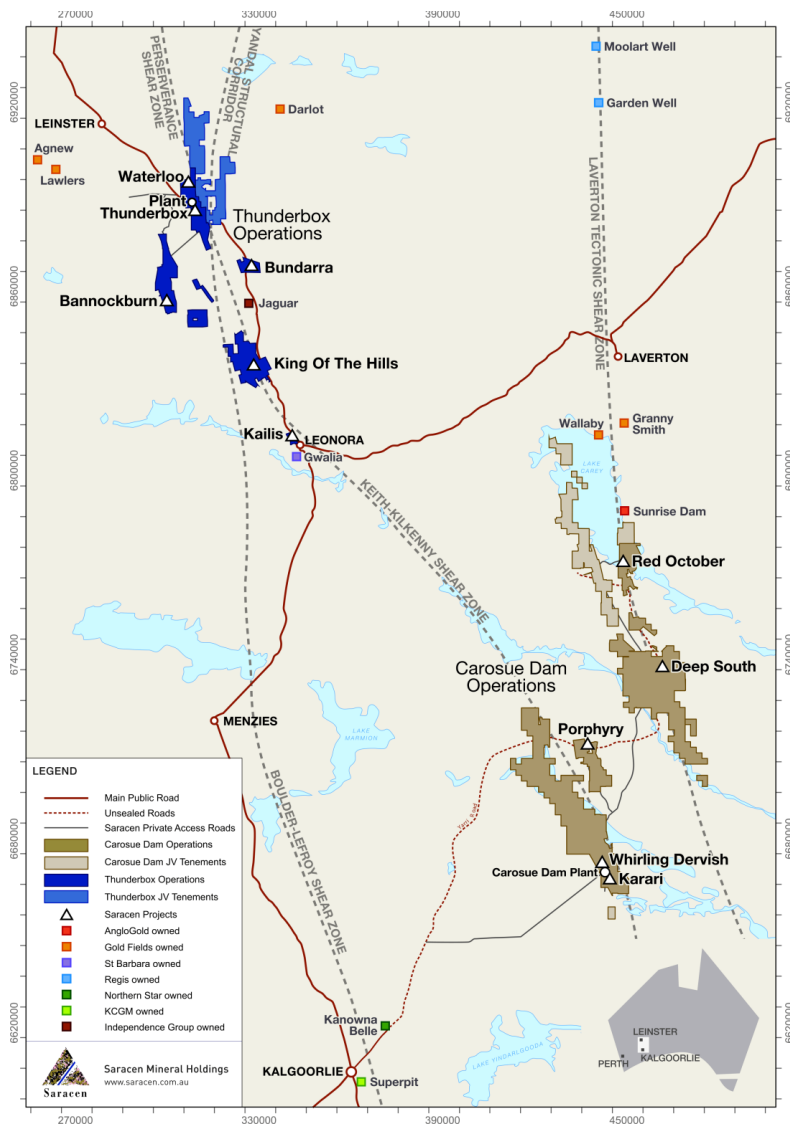 270000
330000
390000
450000
6920000
6860000
6800000
6740000
6680000
6620000
PERSERVERANCE
SHEAR ZONE
YANDAL STRUCTURAL
CORRIDOR
Moolart Well
Garden Well
Darlot
LEINSTER
Agnew
Lawlers
Waterloo
Plant
Thunderbox
Thunderbox
Operations
LAVERTON TECTONIC SHEAR ZONE
Bundarra
Bannockburn
Jaguar
King Of The Hills
LAVERTON
Kailis
LEONORA
Gwalia
Wallaby
Granny
Smith
LAKE
CAREY
KEITH-KILKENNY SHEAR ZONE
Sunrise Dam
Red October
Carosue Dam
Operations
Deep South
MENZIES
LAKE
MARMION
Porphyry
BOULDER-LEFROY SHEAR ZONE
Whirling Dervish
Carosue Dam Plant
Karari
Kanowna
Belle
KALGOORLIE
Superpit
LAKE YINDARLGOODA
LEGEND
Main Public Road
Unsealed Roads
Saracen Private Access Roads
Carosue Dam Operations
Carosue Dam JV Tenements
Thunderbox Operations
Thunderbox JV Tenements
Saracen Projects
AngloGold owned
Gold Fields owned
St Barbara owned
Regis owned
Northern Star owned
KCGM owned
Independence Group owned
Saracen
Saracen Mineral Holdings
www.saracen.com.au
LEINSTER
KALGOORLIE
PERTH
6920000
6860000
6800000
6740000
6680000
6620000
270000
330000
390000
450000